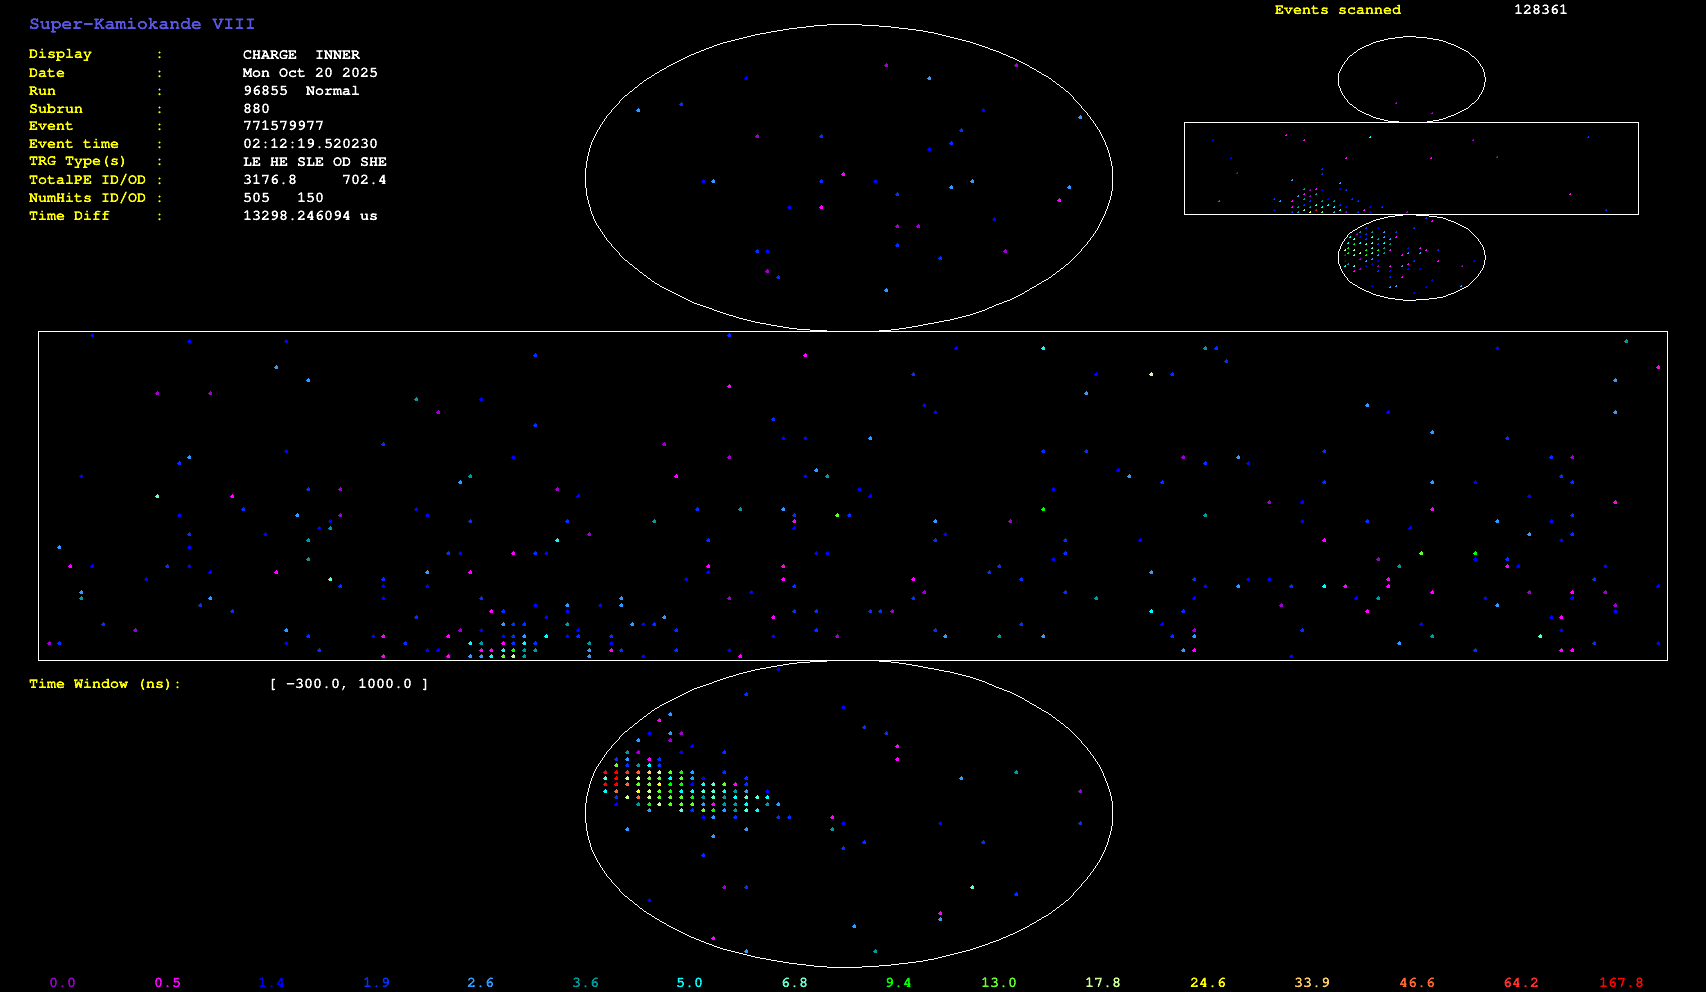 Super-Kamiokande VIII
Events scanned 128361
Display : CHARGE INNER
Date : Mon Oct 20 2025
Run : 96855 Normal
Subrun : 880
Event : 771579977
Event time : 02:12:19.520230
TRG Type(s) : LE HE SLE OD SHE
TotalPE ID/OD : 3176.8 702.4
NumHits ID/OD : 505 150
Time Diff : 13298.246094 us
Time Window (ns): [ -300.0, 1000.0 ]
0.0 0.5 1.4 1.9 2.6 3.6 5.0 6.8 9.4 13.0 17.8 24.6 33.9 46.6 64.2 167.8